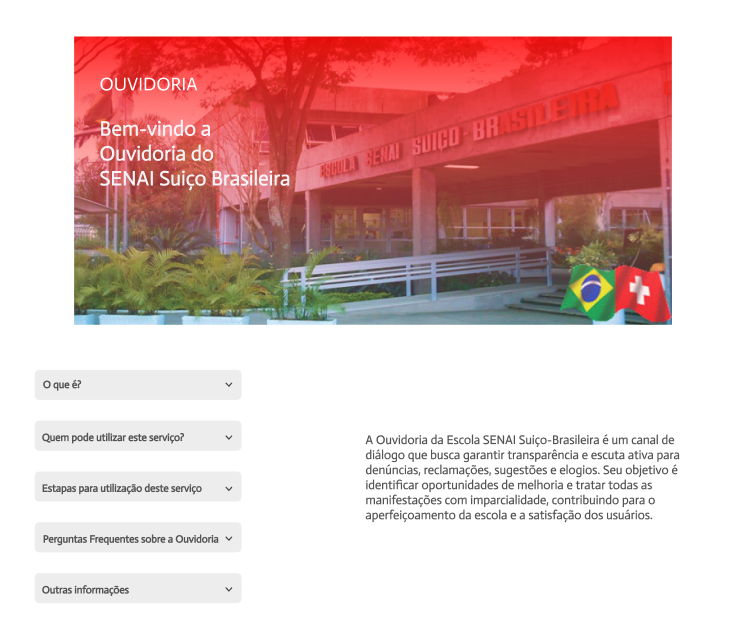 OUVIDORIA
Bem-vindo a
Ouvidoria do
SENAI Suiço Brasileira
ESCOLA SENAI SUIÇO-BRASILEIRA
O que é?
Quem pode utilizar este serviço?
Estapas para utilização deste serviço
Perguntas Frequentes sobre a Ouvidoria
Outras informações
A Ouvidoria da Escola SENAI Suiço-Brasileira é um canal de
diálogo que busca garantir transparência e escuta ativa para
denúncias, reclamações, sugestões e elogios. Seu objetivo é
identificar oportunidades de melhoria e tratar todas as
manifestações com imparcialidade, contribuindo para o
aperfeiçoamento da escola e a satisfação dos usuários.